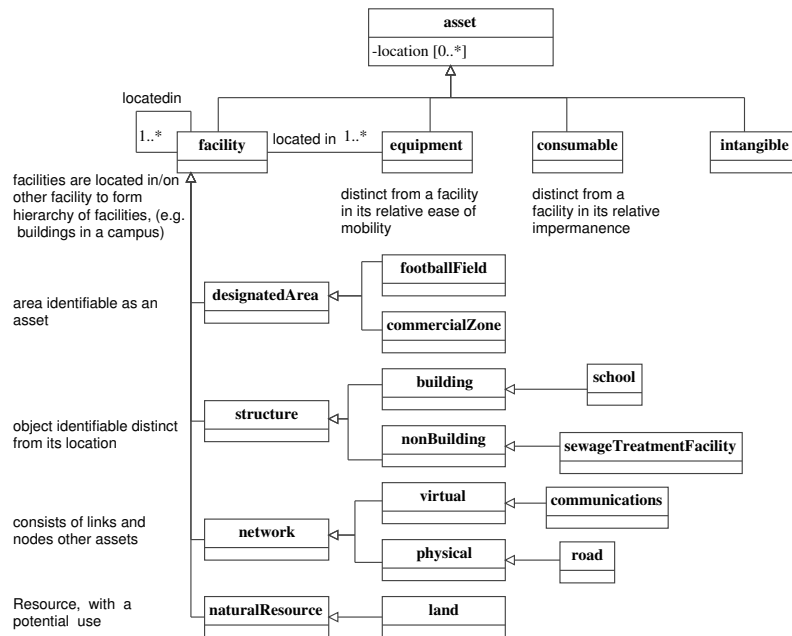 asset
-location [0..*]
locatedin
1..*
facility
located in 1..*
equipment
consumable
intangible
facilities are located in/on
other facility to form
hierarchy of facilities, (e.g.
buildings in a campus)
distinct from a facility
in its relative ease of
mobility
distinct from a
facility in its relative
impermanence
area identifiable as an
asset
designatedArea
footballField
commercialZone
object identifiable distinct
from its location
structure
building
school
nonBuilding
sewageTreatmentFacility
consists of links and
nodes other assets
network
virtual
communications
physical
road
Resource, with a
potential use
naturalResource
land